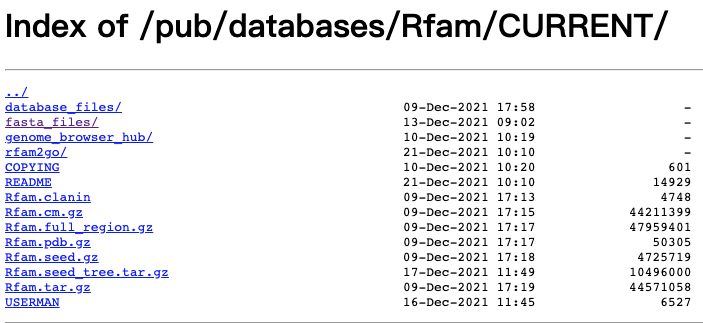 Index of /pub/databases/Rfam/CURRENT/
../
database_files/ 09-Dec-2021 17:58 -
fasta_files/ 13-Dec-2021 09:02 -
genome_browser_hub/ 10-Dec-2021 10:19 -
rfam2go/ 21-Dec-2021 10:10 -
COPYING 10-Dec-2021 10:20 601
README 21-Dec-2021 10:10 14929
Rfam.clanin 09-Dec-2021 17:13 4748
Rfam.cm.gz 09-Dec-2021 17:15 44211399
Rfam.full_region.gz 09-Dec-2021 17:17 47959401
Rfam.pdb.gz 09-Dec-2021 17:17 50305
Rfam.seed.gz 09-Dec-2021 17:18 4725719
Rfam.seed_tree.tar.gz 17-Dec-2021 11:49 10496000
Rfam.tar.gz 09-Dec-2021 17:19 44571058
USERMAN 16-Dec-2021 11:45 6527